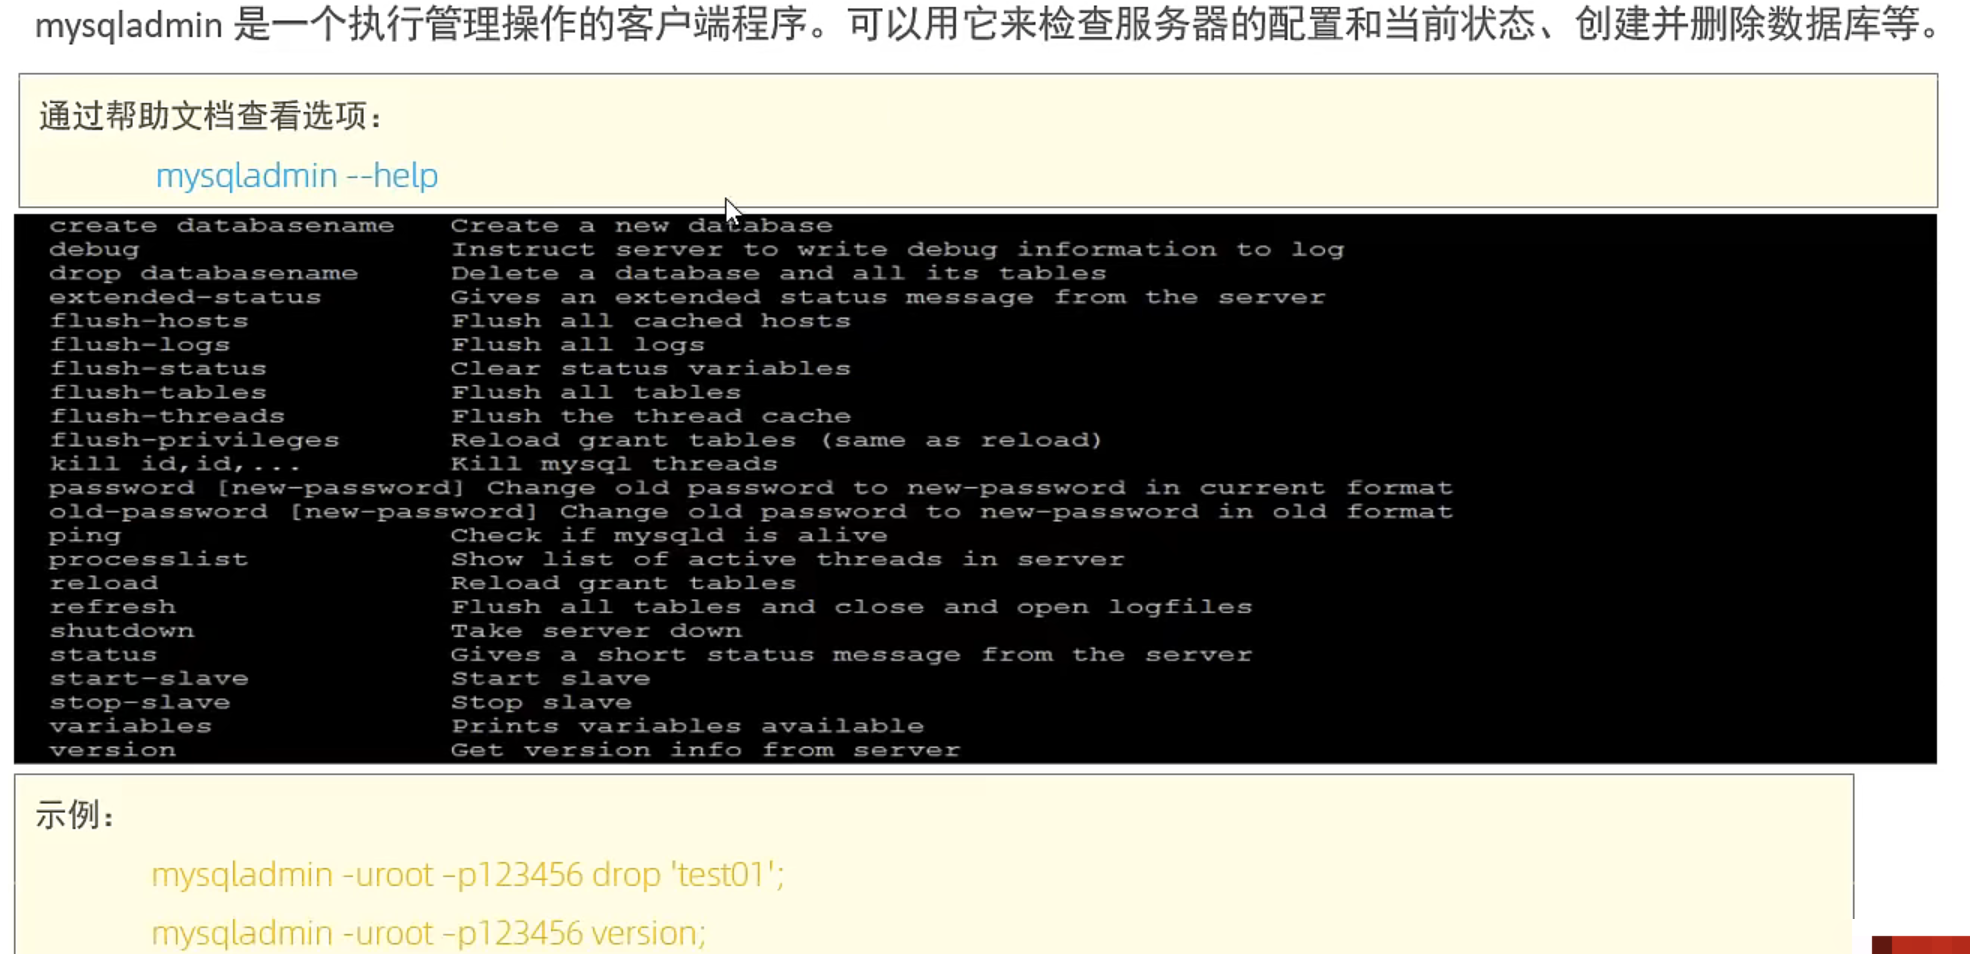 mysqladmin 是一个执行管理操作的客户端程序。可以用它来检查服务器的配置和当前状态、创建并删除数据库等。
通过帮助文档查看选项：
mysqladmin --help
create databasename Create a new database
debug Instruct server to write debug information to log
drop databasename Delete a database and all its tables
extended-status Gives an extended status message from the server
flush-hosts Flush all cached hosts
flush-logs Flush all logs
flush-status Clear status variables
flush-tables Flush all tables
flush-threads Flush the thread cache
flush-privileges Reload grant tables (same as reload)
kill id,id,... Kill mysql threads
password [new-password] Change old password to new-password in current format
old-password [new-password] Change old password to new-password in old format
ping Check if mysqld is alive
processlist Show list of active threads in server
reload Reload grant tables
refresh Flush all tables and close and open logfiles
shutdown Take server down
status Gives a short status message from the server
start-slave Start slave
stop-slave Stop slave
variables Prints variables available
version Get version info from server
示例：
mysqladmin -uroot -p123456 drop 'test01';
mysqladmin -uroot -p123456 version;